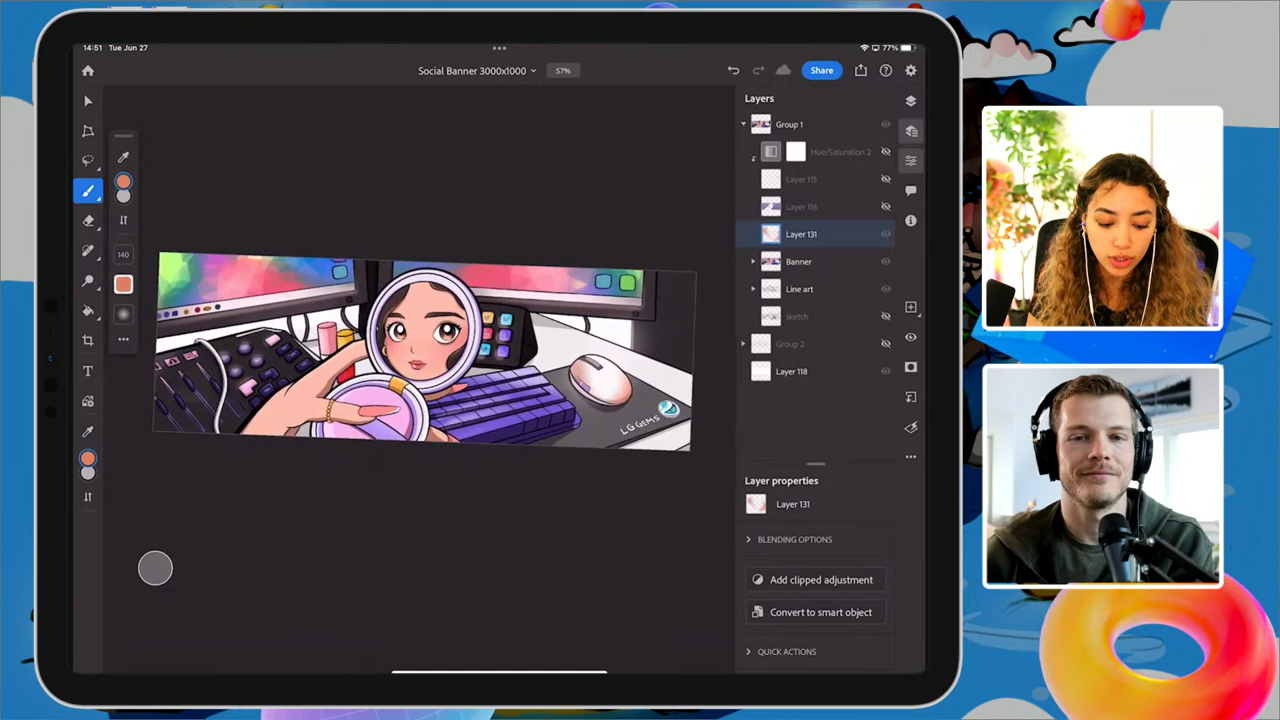 14:51 Tue Jun 27
77%
Social Banner 3000x1000
57%
Share
Layers
Group 1
Hue/Saturation 2
Layer 115
Layer 116
Layer 131
Banner
Line art
sketch
Group 2
Layer 118
140
LG GEMS
Layer properties
Layer 131
BLENDING OPTIONS
Add clipped adjustment
Convert to smart object
QUICK ACTIONS